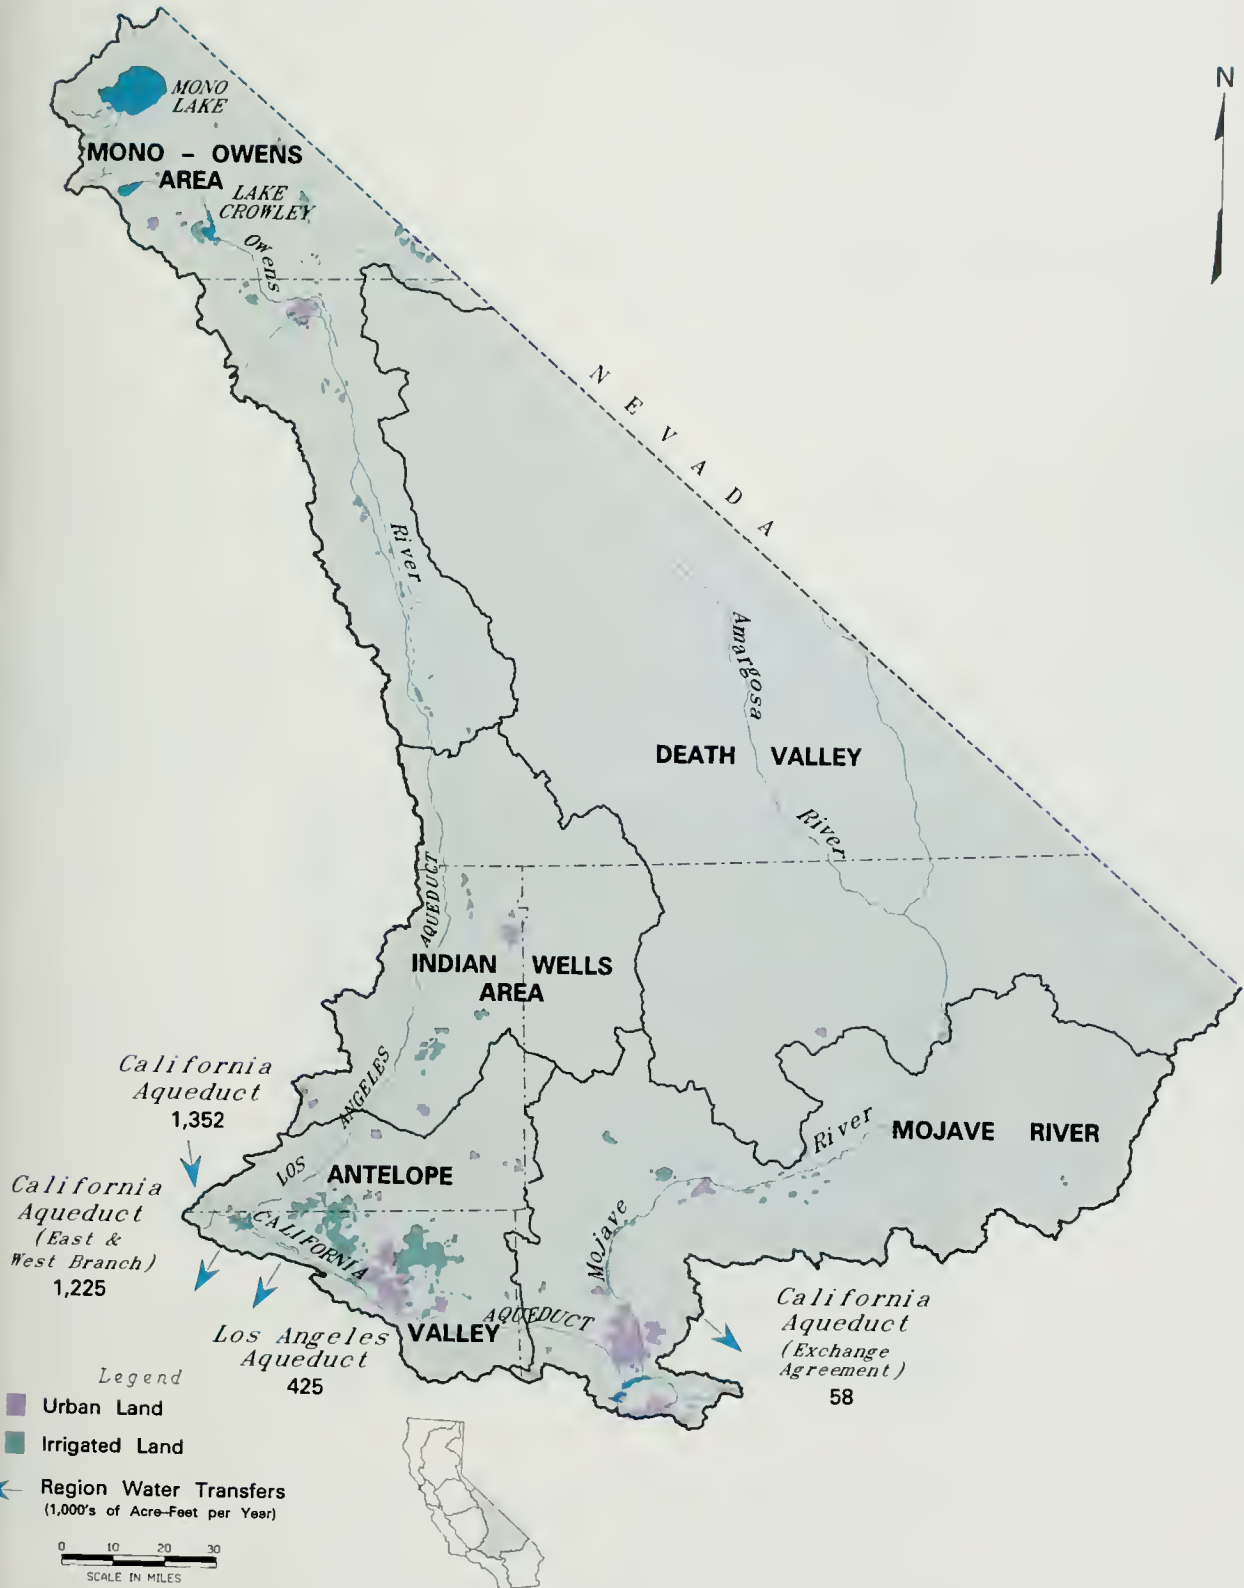 N
MONO
LAKE
MONO - OWENS
AREA
LAKE
CROWLEY
Owens
River
NEVADA
Amargosa
River
DEATH VALLEY
AQUEDUCT
INDIAN WELLS
AREA
ANGELES
LOS
California
Aqueduct
1,352
California
Aqueduct
(East &
West Branch)
1,225
ANTELOPE
CALIFORNIA
AQUEDUCT
VALLEY
Los Angeles
Aqueduct
425
Mojave
River
MOJAVE RIVER
California
Aqueduct
(Exchange
Agreement)
58
Legend
Urban Land
Irrigated Land
Region Water Transfers
(1,000's of Acre-Feet per Year)
0 10 20 30
SCALE IN MILES